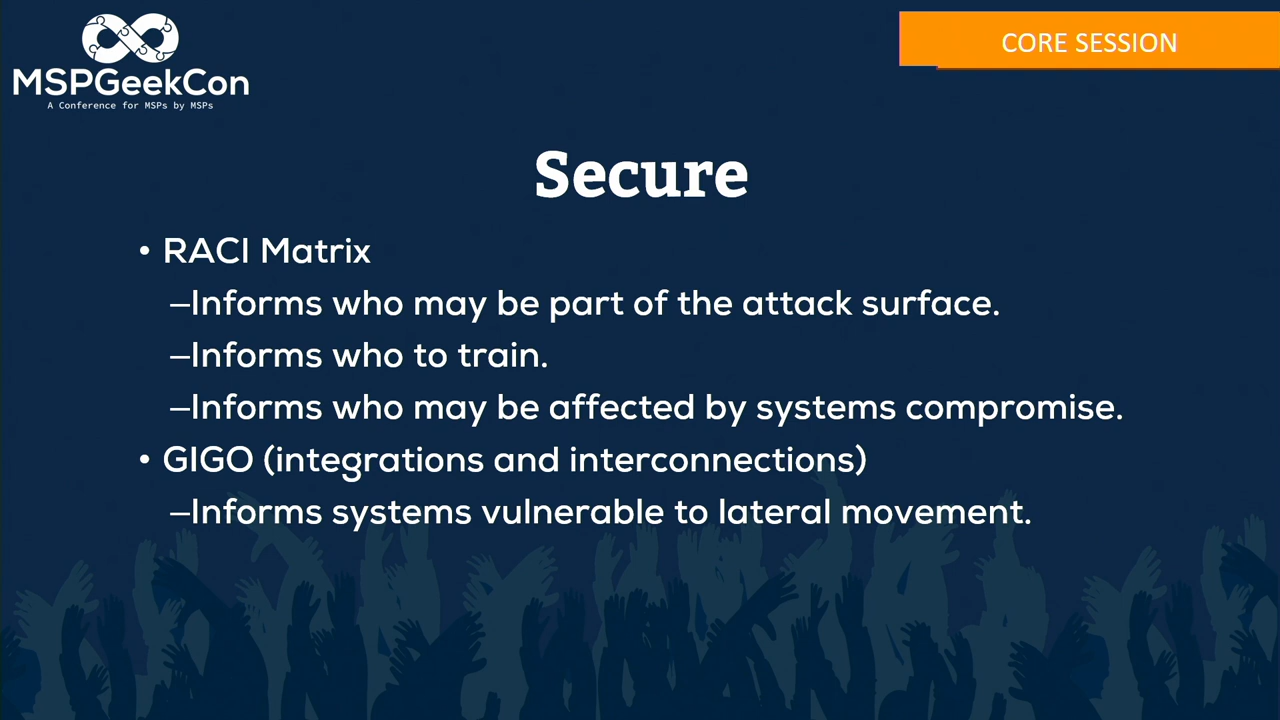 MSPGeekCon
A Conference for MSPs by MSPs
CORE SESSION
Secure
• RACI Matrix
–Informs who may be part of the attack surface.
–Informs who to train.
–Informs who may be affected by systems compromise.
• GIGO (integrations and interconnections)
–Informs systems vulnerable to lateral movement.